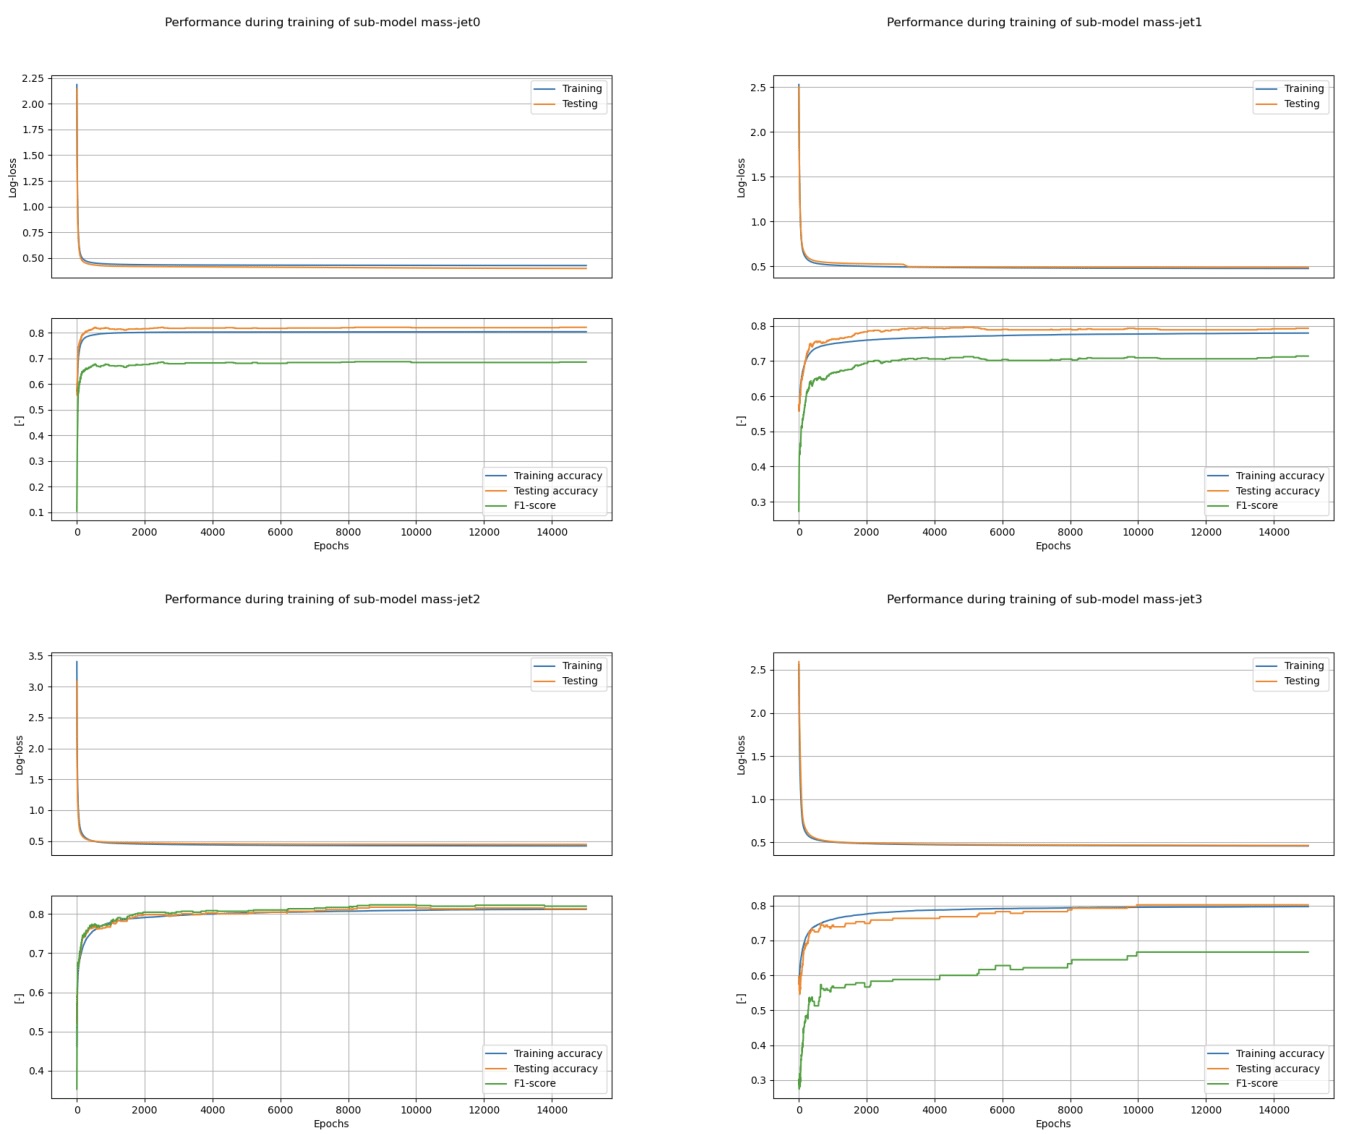 Performance during training of sub-model mass-jet0
2.25
2.00
1.75
1.50
1.25
1.00
0.75
0.50
Log-loss
Training
Testing
0.8
0.7
0.6
0.5
0.4
0.3
0.2
0.1
[-]
Training accuracy
Testing accuracy
F1-score
0 2000 4000 6000 8000 10000 12000 14000
Epochs
Performance during training of sub-model mass-jet1
2.5
2.0
1.5
1.0
0.5
Log-loss
Training
Testing
0.8
0.7
0.6
0.5
0.4
0.3
[-]
Training accuracy
Testing accuracy
F1-score
0 2000 4000 6000 8000 10000 12000 14000
Epochs
Performance during training of sub-model mass-jet2
3.5
3.0
2.5
2.0
1.5
1.0
0.5
Log-loss
Training
Testing
0.8
0.7
0.6
0.5
0.4
[-]
Training accuracy
Testing accuracy
F1-score
0 2000 4000 6000 8000 10000 12000 14000
Epochs
Performance during training of sub-model mass-jet3
2.5
2.0
1.5
1.0
0.5
Log-loss
Training
Testing
0.8
0.7
0.6
0.5
0.4
0.3
[-]
Training accuracy
Testing accuracy
F1-score
0 2000 4000 6000 8000 10000 12000 14000
Epochs